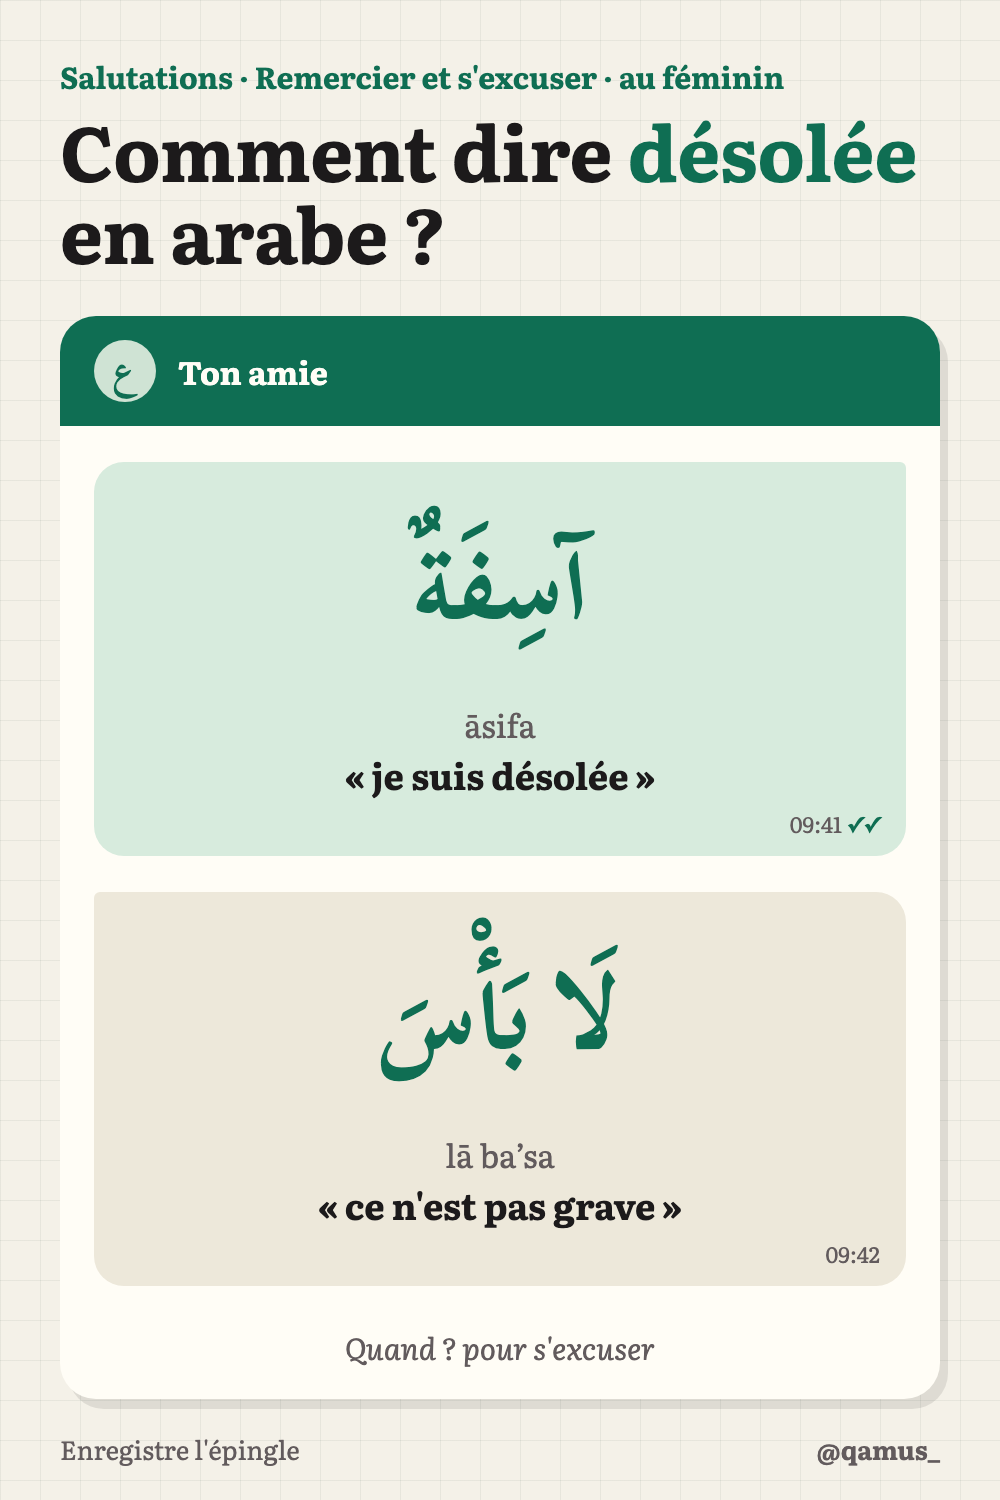 Salutations · Remercier et s'excuser · au féminin
Comment dire désolée
en arabe ?
ع
Ton amie
آسِفَةٌ
āsifa
« je suis désolée »
09:41 ✓✓
لَا بَأْسَ
lā ba’sa
« ce n'est pas grave »
09:42
Quand ? pour s'excuser
Enregistre l'épingle
@qamus_